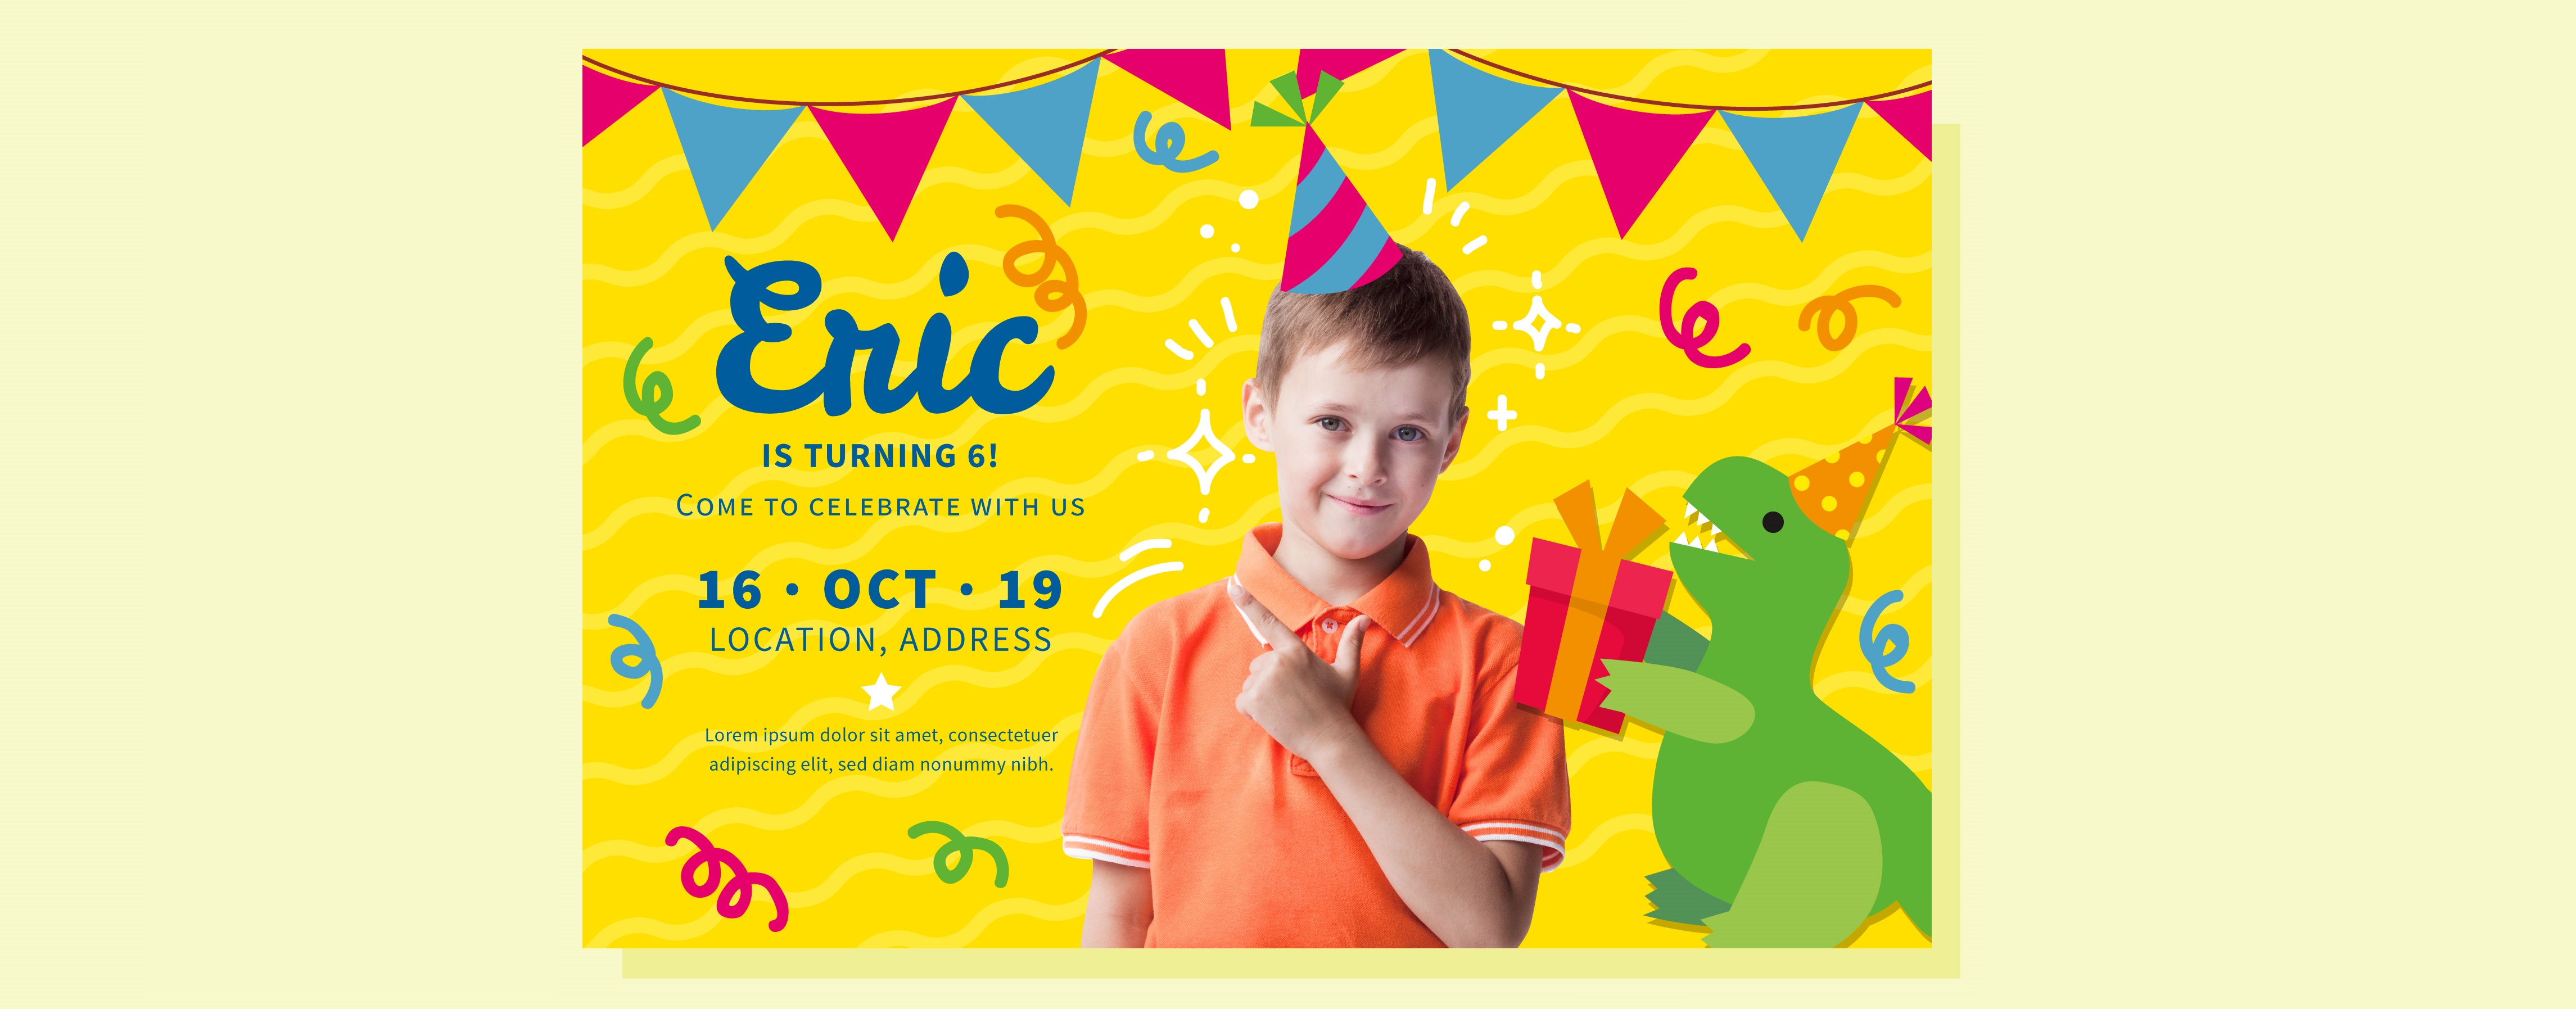 Eric
IS TURNING 6!
COME TO CELEBRATE WITH US
16 • OCT • 19
LOCATION, ADDRESS
Lorem ipsum dolor sit amet, consectetuer
adipiscing elit, sed diam nonummy nibh.